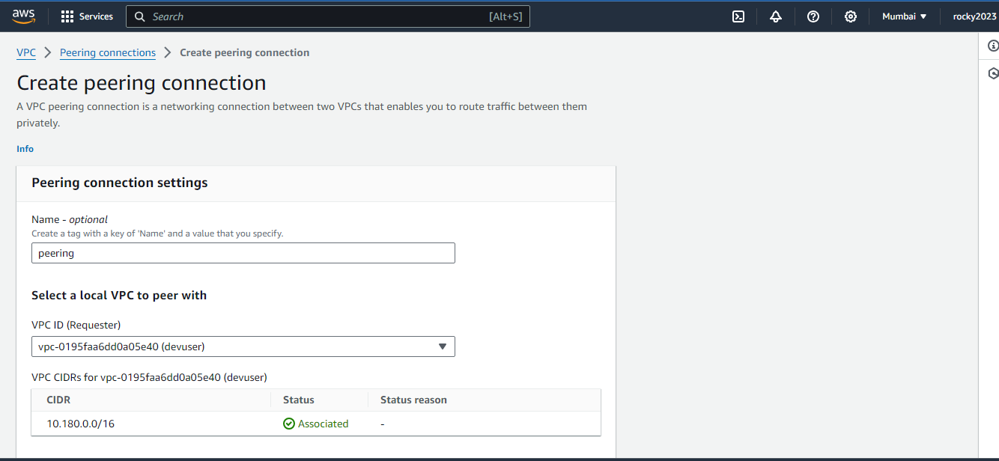 aws Services Search [Alt+S] Mumbai rocky2023
VPC Peering connections Create peering connection
Create peering connection
A VPC peering connection is a networking connection between two VPCs that enables you to route traffic between them
privately.
Info
Peering connection settings
Name - optional
Create a tag with a key of 'Name' and a value that you specify.
peering
Select a local VPC to peer with
VPC ID (Requester)
vpc-0195faa6dd0a05e40 (devuser)
VPC CIDRs for vpc-0195faa6dd0a05e40 (devuser)
CIDR Status Status reason
10.180.0.0/16 Associated -